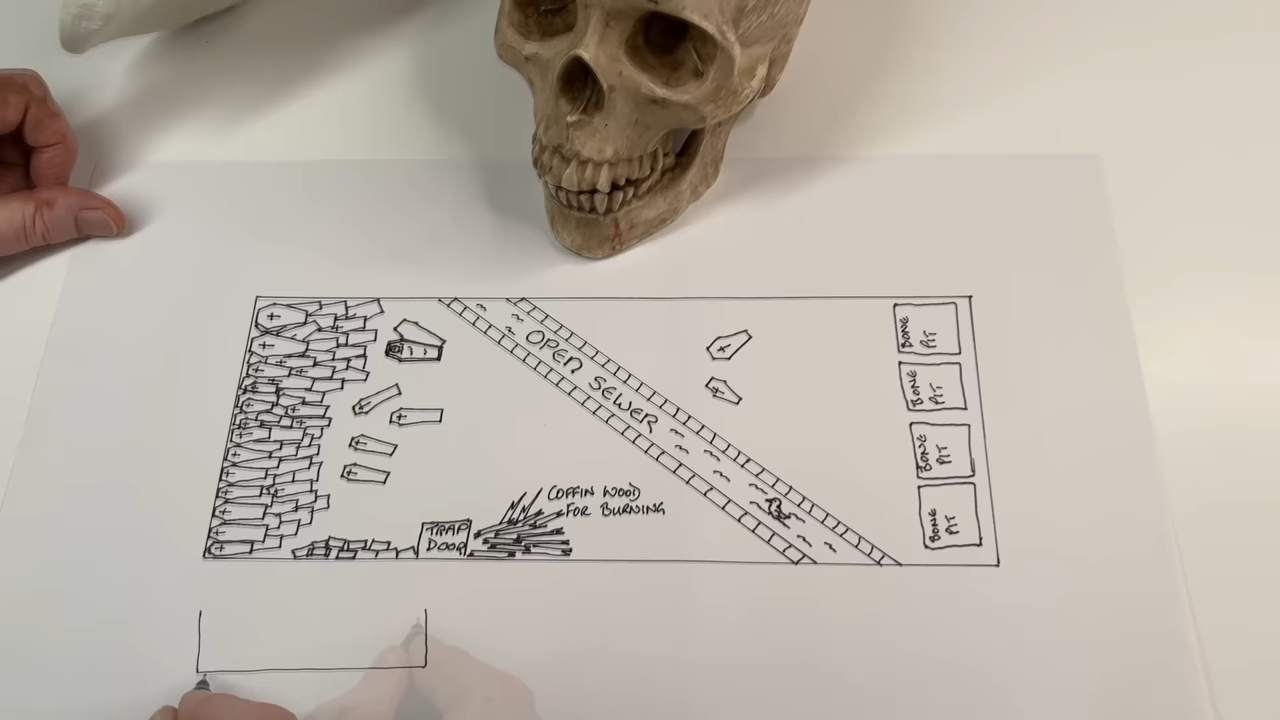 OPEN SEWER
COFFIN WOOD
FOR BURNING
TRAP
DOOR
BONE
PIT
BONE
PIT
BONE
PIT
BONE
PIT